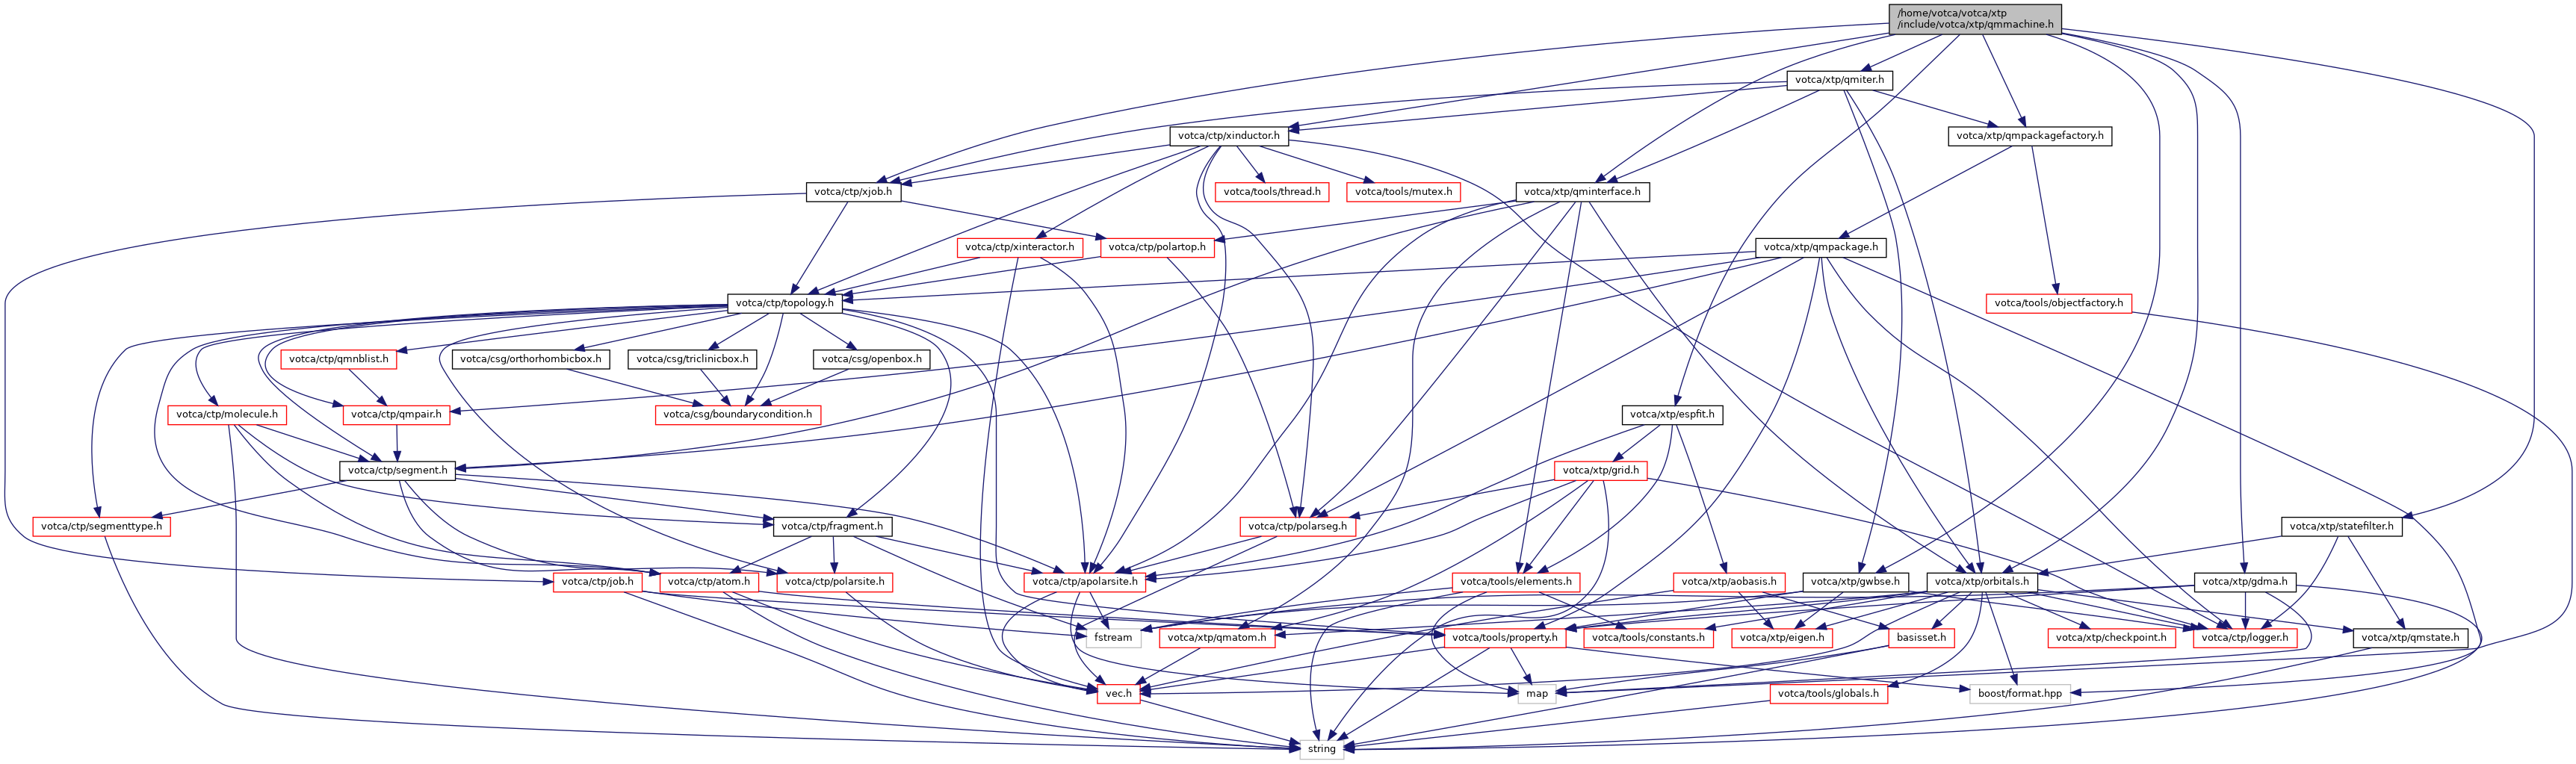 /home/votca/votca/xtp
/include/votca/xtp/qmmachine.h
votca/xtp/qmiter.h
votca/ctp/xinductor.h
votca/xtp/qmpackagefactory.h
votca/ctp/xjob.h
votca/tools/thread.h
votca/tools/mutex.h
votca/xtp/qminterface.h
votca/ctp/xinteractor.h
votca/ctp/polartop.h
votca/xtp/qmpackage.h
votca/ctp/topology.h
votca/tools/objectfactory.h
votca/ctp/qmnblist.h
votca/csg/orthorhombicbox.h
votca/csg/triclinicbox.h
votca/csg/openbox.h
votca/ctp/molecule.h
votca/ctp/qmpair.h
votca/csg/boundarycondition.h
votca/xtp/espfit.h
votca/ctp/segment.h
votca/xtp/grid.h
votca/ctp/segmenttype.h
votca/ctp/fragment.h
votca/ctp/polarseg.h
votca/xtp/statefilter.h
votca/ctp/job.h
votca/ctp/atom.h
votca/ctp/polarsite.h
votca/ctp/apolarsite.h
votca/tools/elements.h
votca/xtp/aobasis.h
votca/xtp/gwbse.h
votca/xtp/orbitals.h
votca/xtp/gdma.h
fstream
votca/xtp/qmatom.h
votca/tools/property.h
votca/tools/constants.h
votca/xtp/eigen.h
basisset.h
votca/xtp/checkpoint.h
votca/ctp/logger.h
votca/xtp/qmstate.h
vec.h
map
votca/tools/globals.h
boost/format.hpp
string